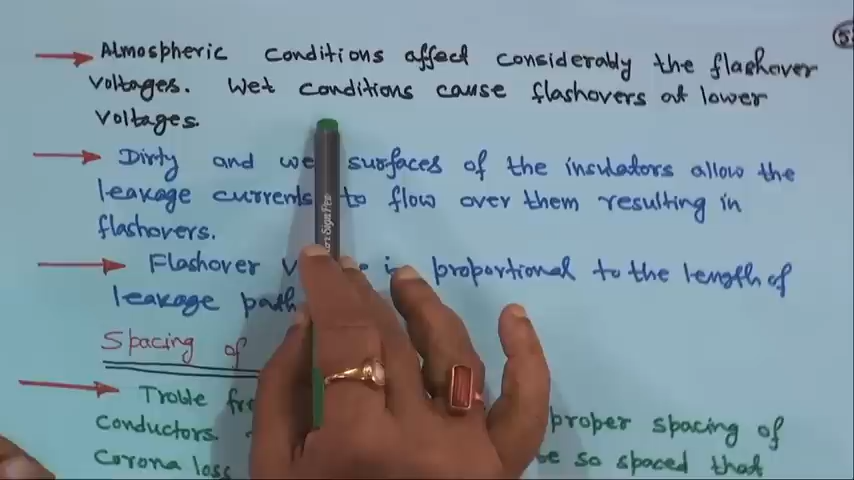 Atmospheric conditions affect considerably the flashover
voltages. Wet conditions cause flashovers at lower
voltages.
Dirty and we surfaces of the insulators allow the
leakage currents to flow over them resulting in
flashovers.
Flashover proportional to the length of
leakage path
Spacing of
Troble proper spacing of
conductors.
Corona loss be so spaced that